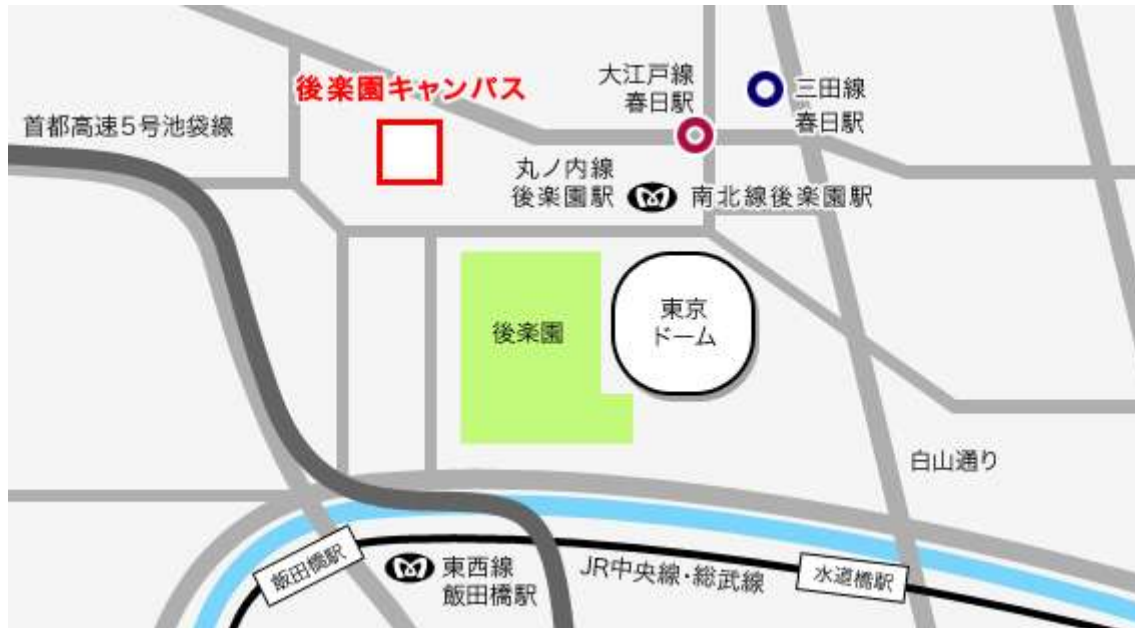 後楽園キャンパス
大江戸線
春日駅
三田線
春日駅
首都高速5号池袋線
丸ノ内線
後楽園駅
南北線後楽園駅
後楽園
東京
ドーム
白山通り
飯田橋駅
東西線
飯田橋駅
JR中央線・総武線
水道橋駅